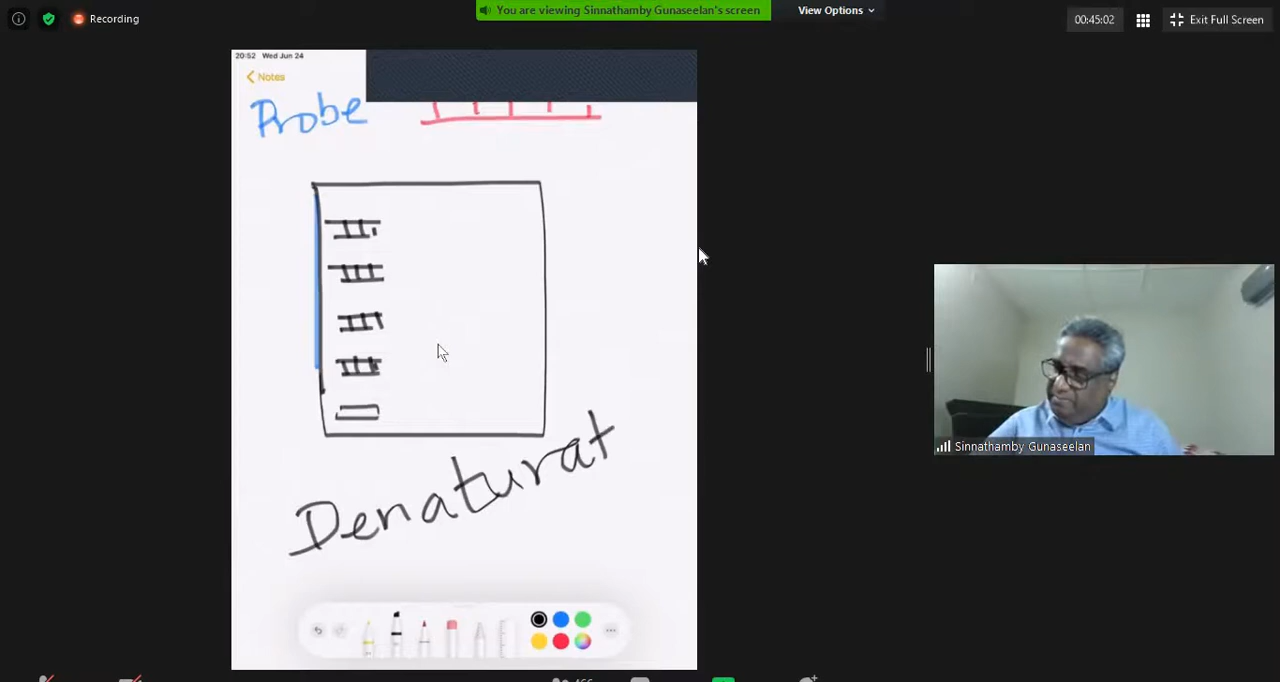 Recording
You are viewing Sinnathamby Gunaseelan's screen
View Options
00:45:02
Exit Full Screen
20:52 Wed Jun 24
Notes
Probe
Denaturat
Sinnathamby Gunaseelan